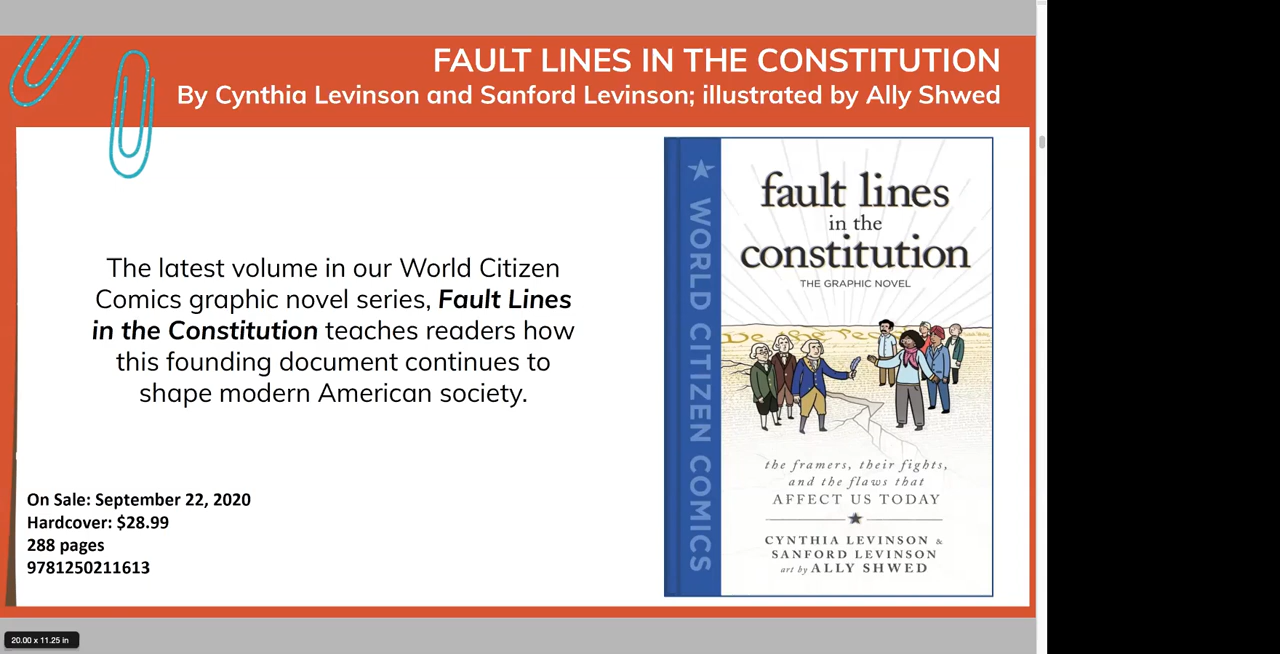 FAULT LINES IN THE CONSTITUTION
By Cynthia Levinson and Sanford Levinson; illustrated by Ally Shwed
The latest volume in our World Citizen
Comics graphic novel series, Fault Lines
in the Constitution teaches readers how
this founding document continues to
shape modern American society.
On Sale: September 22, 2020
Hardcover: $28.99
288 pages
9781250211613
WORLD CITIZEN COMICS
fault lines
in the
constitution
THE GRAPHIC NOVEL
We the People
the framers, their fights,
and the flaws that
AFFECT US TODAY
CYNTHIA LEVINSON &
SANFORD LEVINSON
art by ALLY SHWED
20.00 x 11.25 in